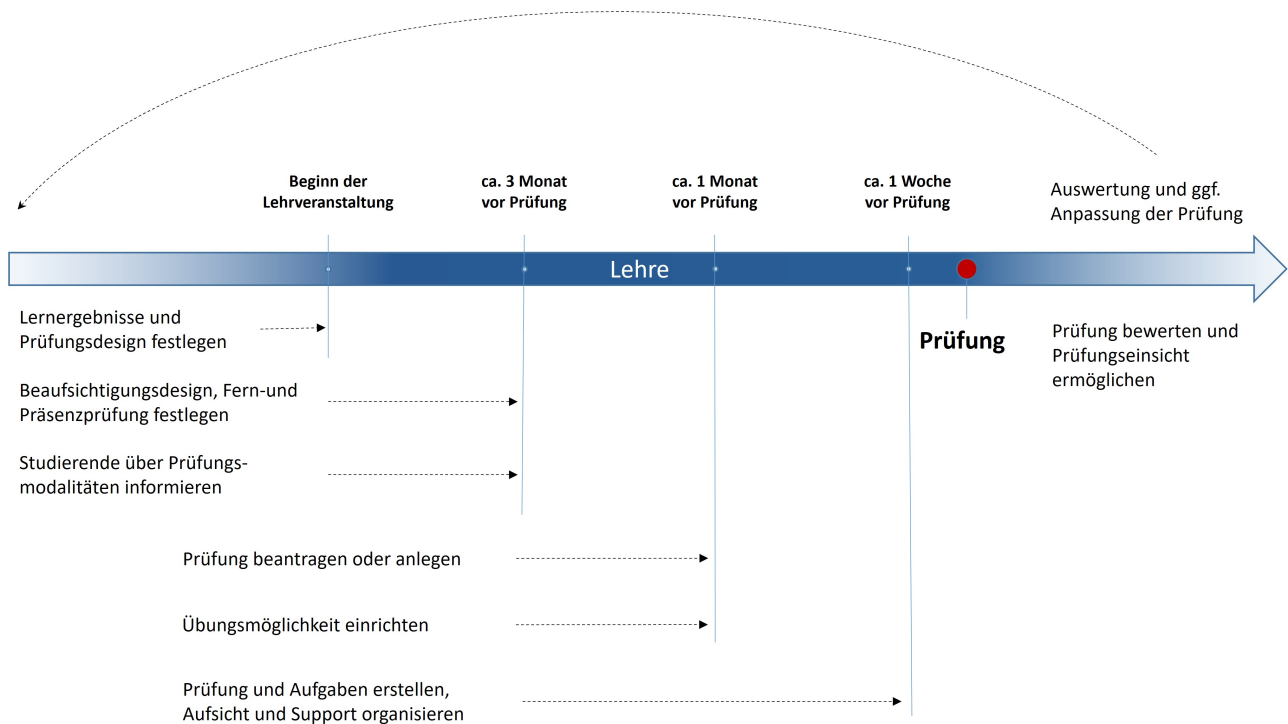 Beginn der
Lehrveranstaltung
ca. 3 Monat
vor Prüfung
ca. 1 Monat
vor Prüfung
ca. 1 Woche
vor Prüfung
Auswertung und ggf.
Anpassung der Prüfung
Lehre
Lernergebnisse und
Prüfungsdesign festlegen
Prüfung
Prüfung bewerten und
Prüfungseinsicht
ermöglichen
Beaufsichtigungsdesign, Fern-und
Präsenzprüfung festlegen
Studierende über Prüfungs-
modalitäten informieren
Prüfung beantragen oder anlegen
Übungsmöglichkeit einrichten
Prüfung und Aufgaben erstellen,
Aufsicht und Support organisieren